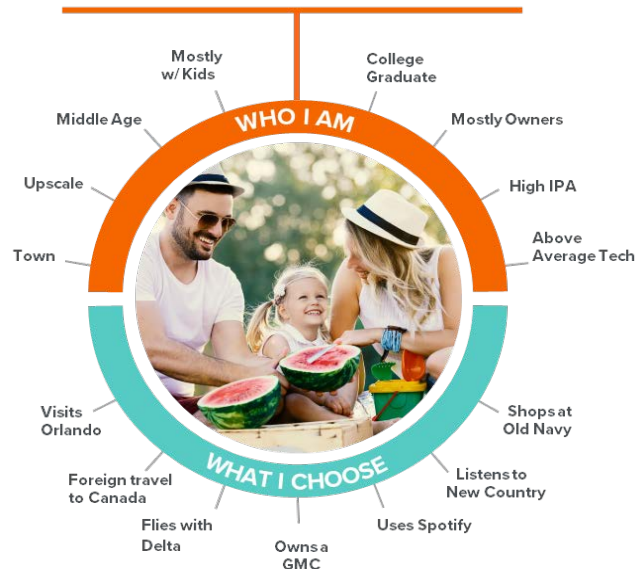 Mostly
w/ Kids
College
Graduate
Middle Age
WHO I AM
Mostly Owners
Upscale
High IPA
Town
Above
Average Tech
Visits
Orlando
Shops at
Old Navy
Foreign travel
to Canada
WHAT I CHOOSE
Listens to
New Country
Flies with
Delta
Uses Spotify
Owns a
GMC